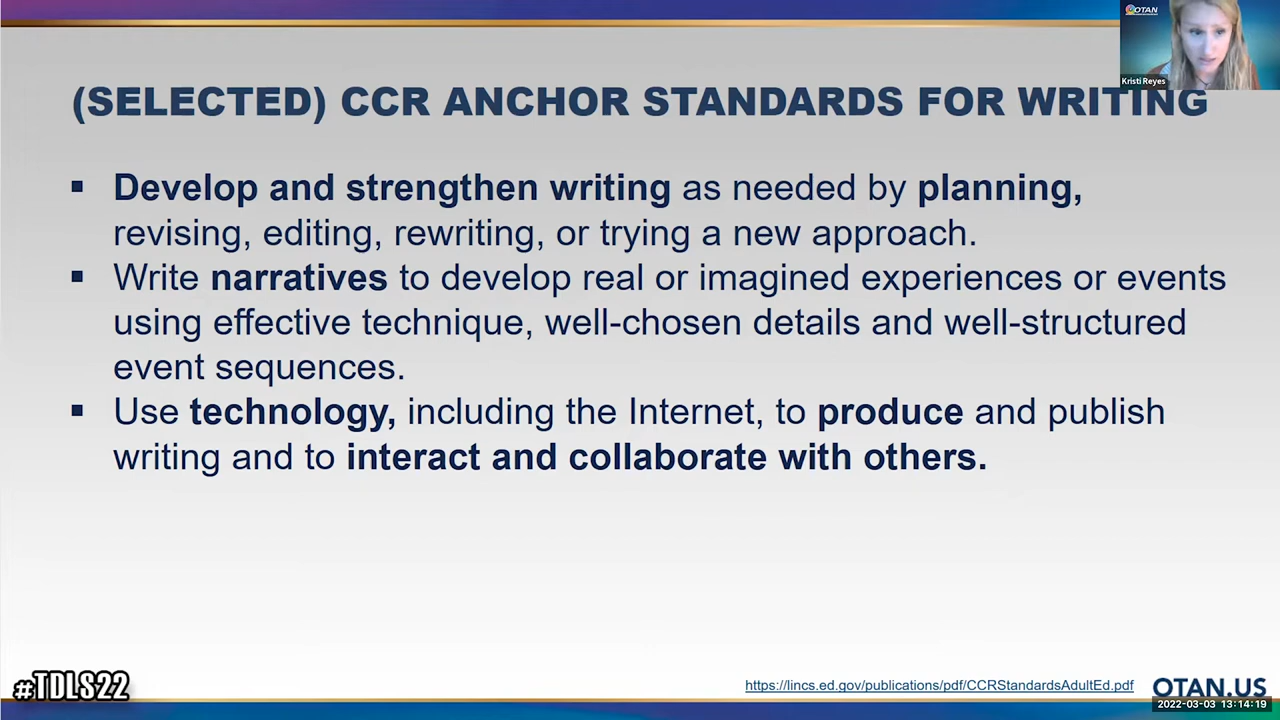 OTAN
Kristi Reyes
(SELECTED) CCR ANCHOR STANDARDS FOR WRITING
▪ Develop and strengthen writing as needed by planning,
revising, editing, rewriting, or trying a new approach.
▪ Write narratives to develop real or imagined experiences or events
using effective technique, well-chosen details and well-structured
event sequences.
▪ Use technology, including the Internet, to produce and publish
writing and to interact and collaborate with others.
#TDLS22
https://lincs.ed.gov/publications/pdf/CCRStandardsAdultEd.pdf
OTAN.US
2022-03-03 13:14:19